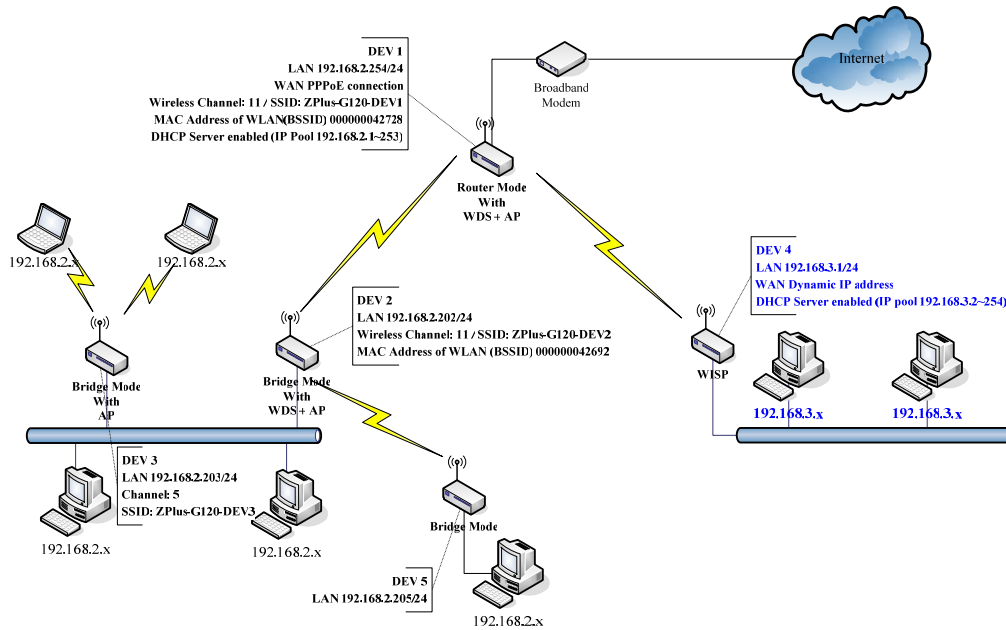 DEV 1
LAN 192.168.2.254/24
WAN PPPoE connection
Wireless Channel: 11 / SSID: ZPlus-G120-DEV1
MAC Address of WLAN(BSSID) 000000042728
DHCP Server enabled (IP Pool 192.168.2.1~253)
Broadband
Modem
Internet
Router Mode
With
WDS + AP
192.168.2.x
192.168.2.x
DEV 4
LAN 192.168.3.1/24
WAN Dynamic IP address
DHCP Server enabled (IP pool 192.168.3.2~254)
DEV 2
LAN 192.168.2.202/24
Wireless Channel: 11 / SSID: ZPlus-G120-DEV2
MAC Address of WLAN (BSSID) 000000042692
Bridge Mode
With
AP
Bridge Mode
With
WDS + AP
WISP
192.168.3.x
192.168.3.x
DEV 3
LAN 192.168.2.203/24
Channel: 5
SSID: ZPlus-G120-DEV3
192.168.2.x
192.168.2.x
Bridge Mode
DEV 5
LAN 192.168.2.205/24
192.168.2.x